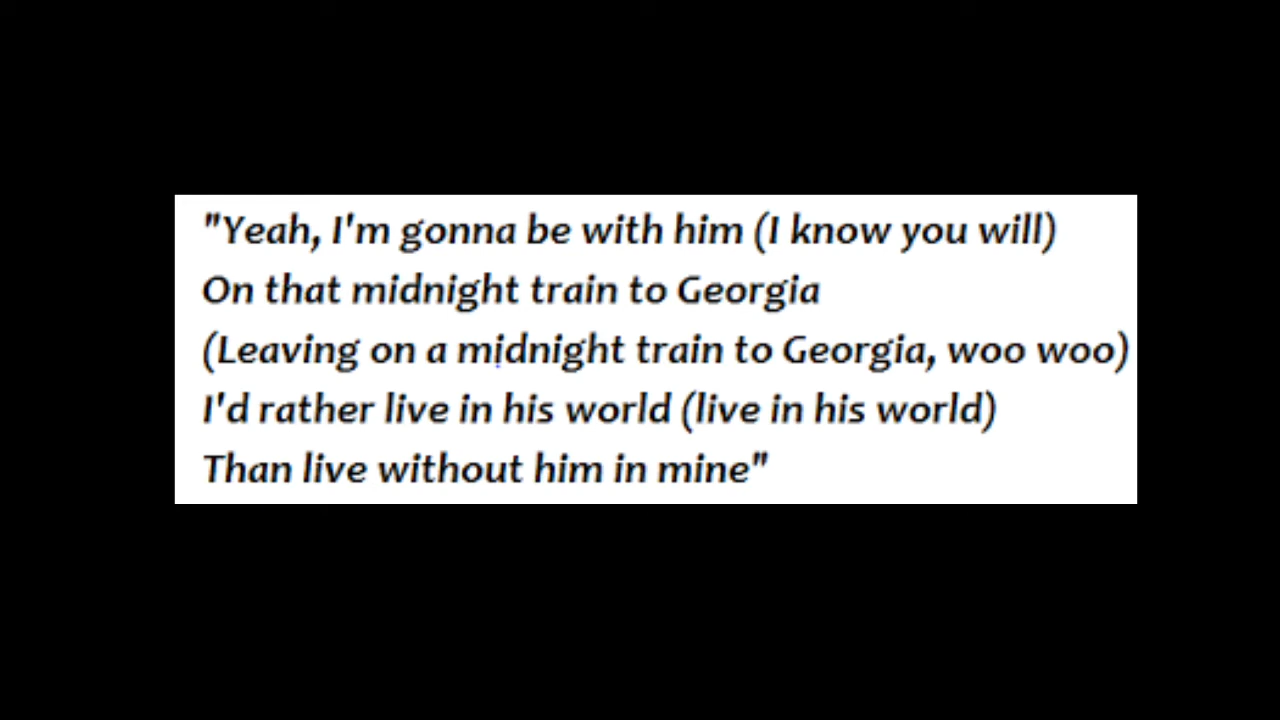 "Yeah, I'm gonna be with him (I know you will)
On that midnight train to Georgia
(Leaving on a midnight train to Georgia, woo woo)
I'd rather live in his world (live in his world)
Than live without him in mine"